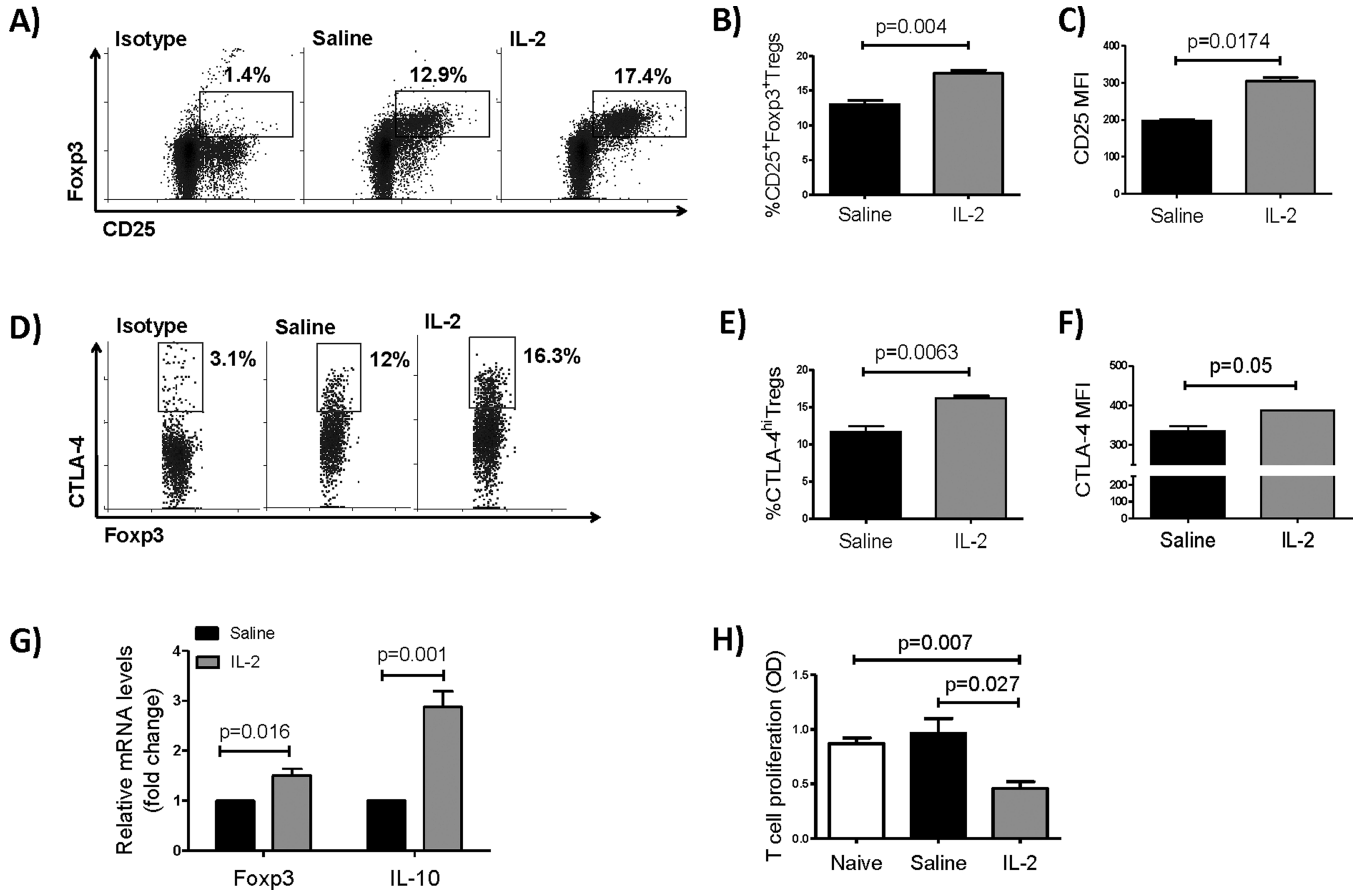 A)
Isotype
Saline
IL-2
1.4%
12.9%
17.4%
Foxp3
CD25
B)
p=0.004
%CD25⁺Foxp3⁺Tregs
20
15
10
5
0
Saline
IL-2
C)
p=0.0174
CD25 MFI
400
300
200
100
0
Saline
IL-2
D)
Isotype
Saline
IL-2
3.1%
12%
16.3%
CTLA-4
Foxp3
E)
p=0.0063
%CTLA-4ʰⁱTregs
20
15
10
5
0
Saline
IL-2
F)
p=0.05
CTLA-4 MFI
500
400
300
200
100
0
Saline
IL-2
G)
Saline
IL-2
p=0.016
p=0.001
Relative mRNA levels
(fold change)
4
3
2
1
0
Foxp3
IL-10
H)
p=0.007
p=0.027
T cell proliferation (OD)
1.5
1.0
0.5
0.0
Naive
Saline
IL-2